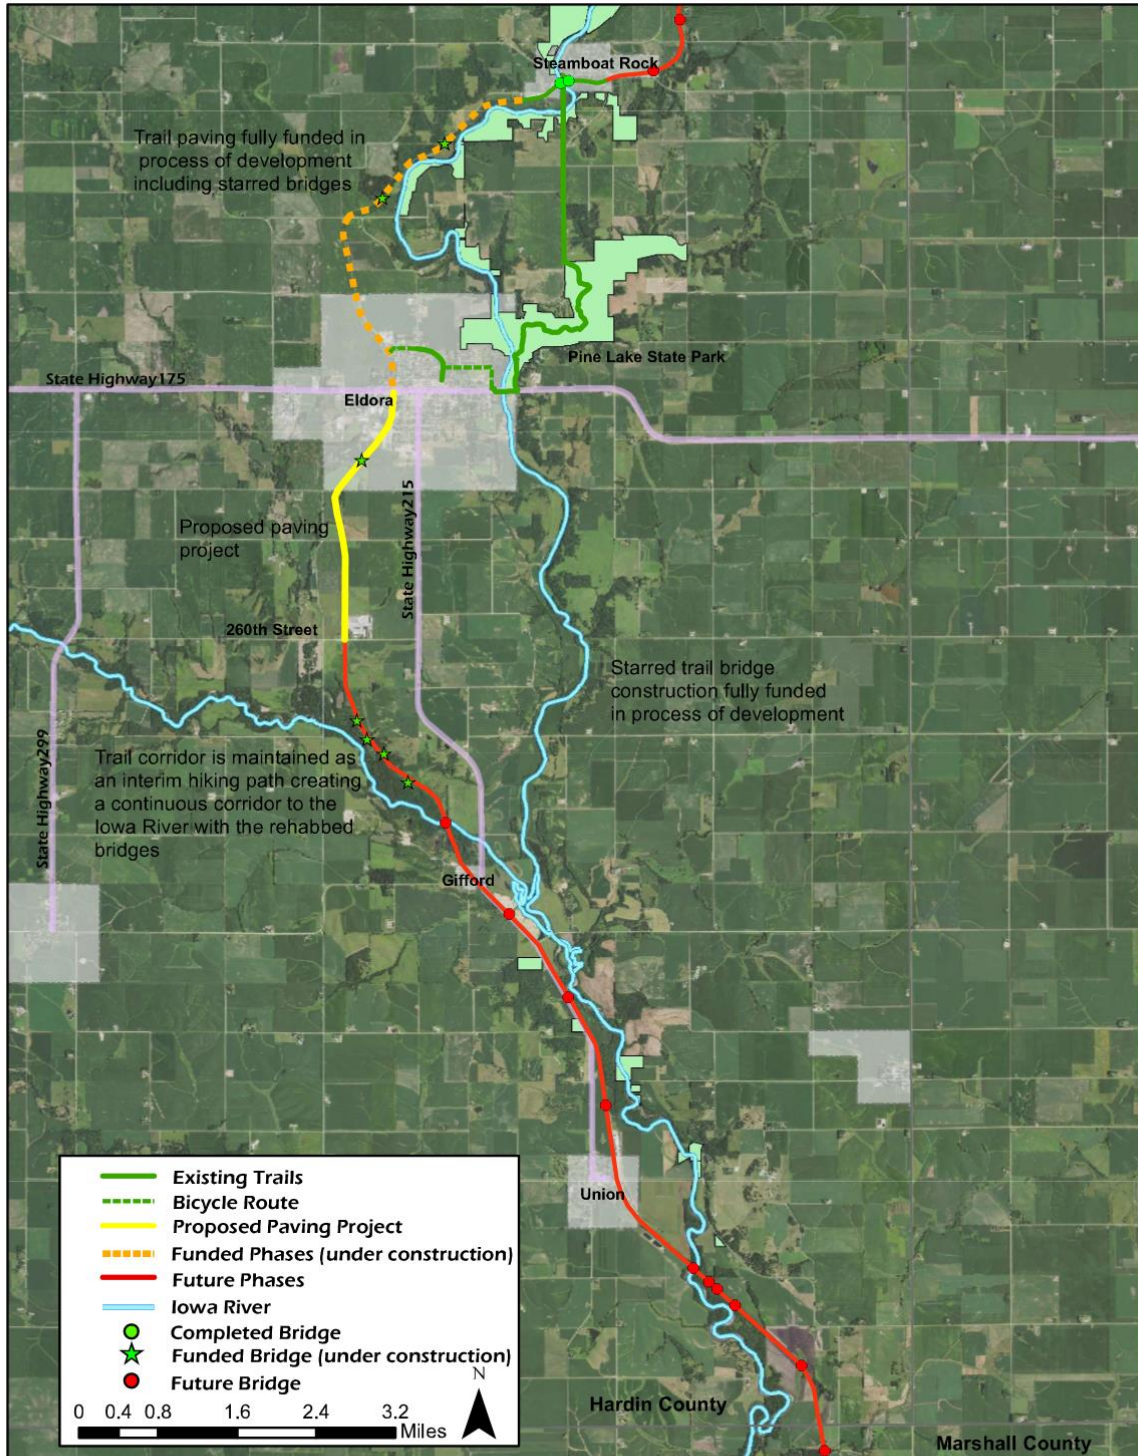 Steamboat Rock
Trail paving fully funded in
process of development
including starred bridges
Pine Lake State Park
State Highway175
Eldora
State Highway215
Proposed paving
project
260th Street
Starred trail bridge
construction fully funded
in process of development
State Highway299
Trail corridor is maintained as
an interim hiking path creating
a continuous corridor to the
Iowa River with the rehabbed
bridges
Gifford
Union
Existing Trails
Bicycle Route
Proposed Paving Project
Funded Phases (under construction)
Future Phases
Iowa River
Completed Bridge
Funded Bridge (under construction)
Future Bridge
N
0 0.4 0.8 1.6 2.4 3.2
Miles
Hardin County
Marshall County